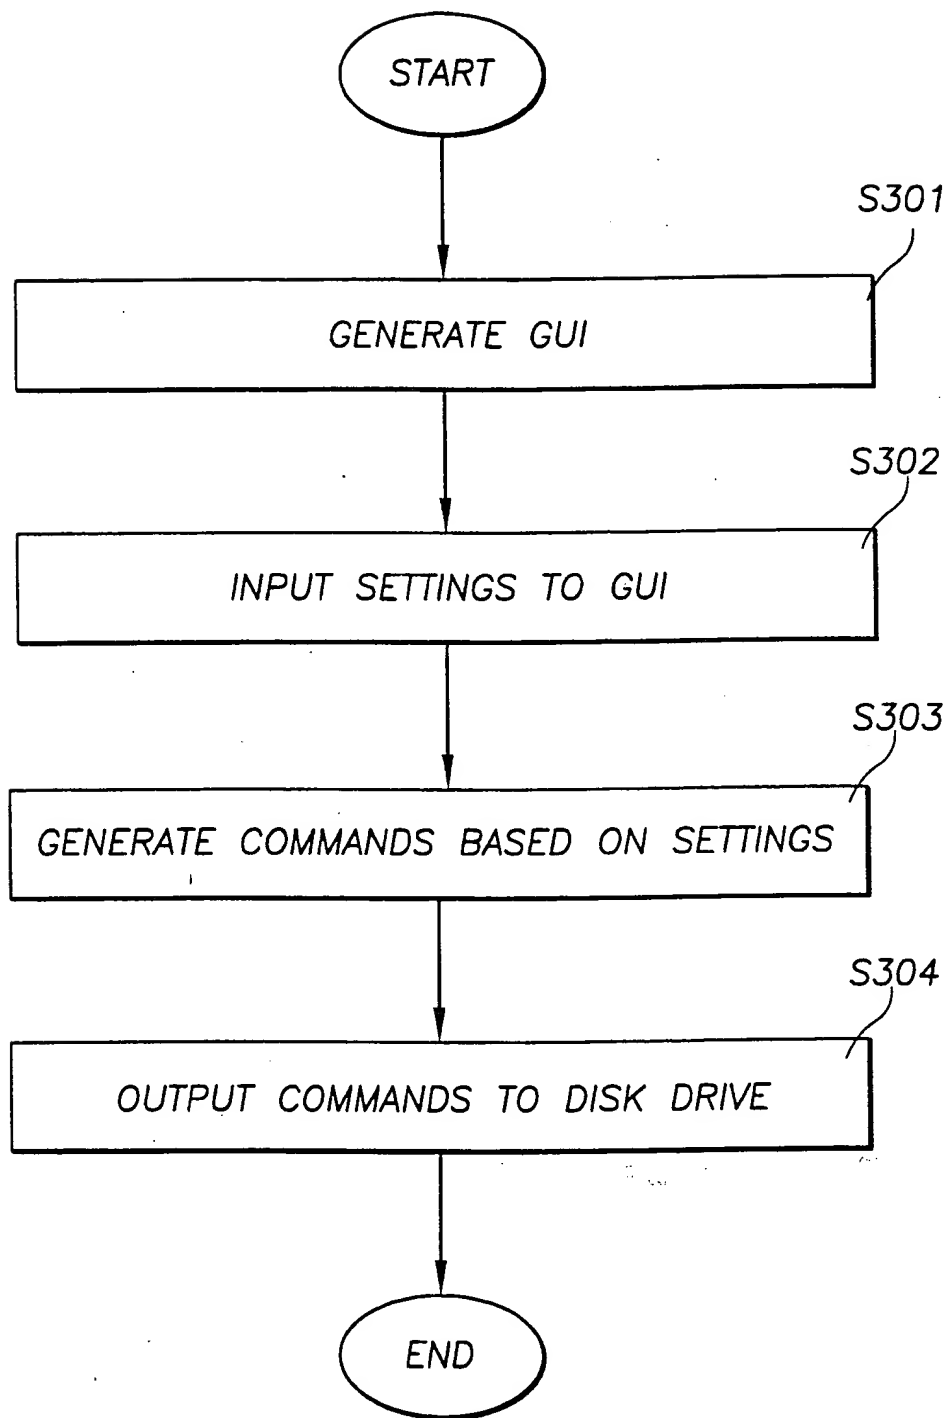 START
S301
GENERATE GUI
S302
INPUT SETTINGS TO GUI
S303
GENERATE COMMANDS BASED ON SETTINGS
S304
OUTPUT COMMANDS TO DISK DRIVE
END